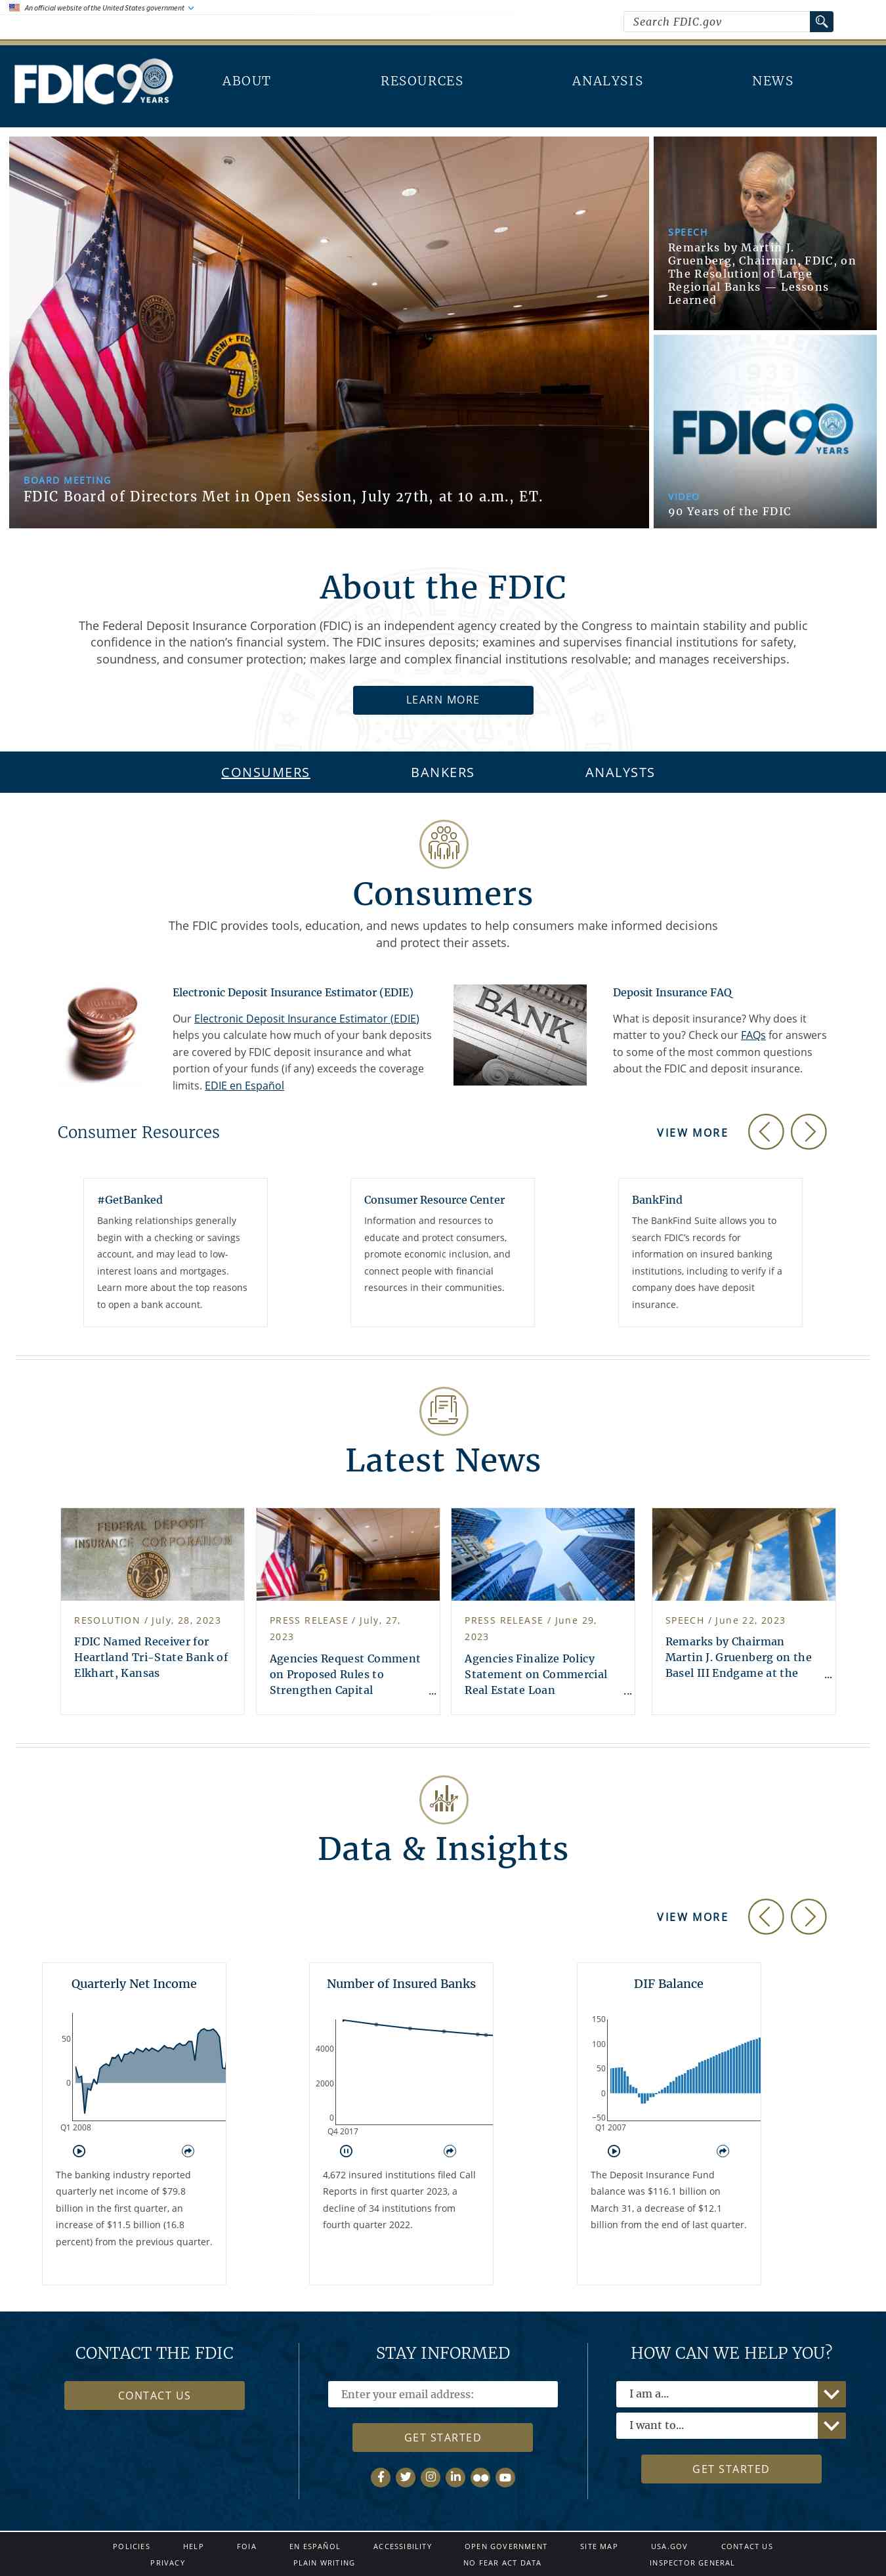 An official website of the United States government
Search FDIC.gov
FDIC 90 YEARS
ABOUT
RESOURCES
ANALYSIS
NEWS
BOARD MEETING
FDIC Board of Directors Met in Open Session, July 27th, at 10 a.m., ET.
SPEECH
Remarks by Martin J.
Gruenberg, Chairman, FDIC, on
The Resolution of Large
Regional Banks — Lessons
Learned
1933
FDIC 90 YEARS
VIDEO
90 Years of the FDIC
About the FDIC
The Federal Deposit Insurance Corporation (FDIC) is an independent agency created by the Congress to maintain stability and public
confidence in the nation’s financial system. The FDIC insures deposits; examines and supervises financial institutions for safety,
soundness, and consumer protection; makes large and complex financial institutions resolvable; and manages receiverships.
LEARN MORE
CONSUMERS
BANKERS
ANALYSTS
Consumers
The FDIC provides tools, education, and news updates to help consumers make informed decisions
and protect their assets.
Electronic Deposit Insurance Estimator (EDIE)
Our Electronic Deposit Insurance Estimator (EDIE)
helps you calculate how much of your bank deposits
are covered by FDIC deposit insurance and what
portion of your funds (if any) exceeds the coverage
limits. EDIE en Español
BANK
Deposit Insurance FAQ
What is deposit insurance? Why does it
matter to you? Check our FAQs for answers
to some of the most common questions
about the FDIC and deposit insurance.
Consumer Resources
VIEW MORE
#GetBanked
Banking relationships generally
begin with a checking or savings
account, and may lead to low-
interest loans and mortgages.
Learn more about the top reasons
to open a bank account.
Consumer Resource Center
Information and resources to
educate and protect consumers,
promote economic inclusion, and
connect people with financial
resources in their communities.
BankFind
The BankFind Suite allows you to
search FDIC’s records for
information on insured banking
institutions, including to verify if a
company does have deposit
insurance.
Latest News
FEDERAL DEPOSIT
INSURANCE CORPORATION
RESOLUTION / July, 28, 2023
FDIC Named Receiver for
Heartland Tri-State Bank of
Elkhart, Kansas
PRESS RELEASE / July, 27,
2023
Agencies Request Comment
on Proposed Rules to
Strengthen Capital ...
PRESS RELEASE / June 29,
2023
Agencies Finalize Policy
Statement on Commercial
Real Estate Loan ...
SPEECH / June 22, 2023
Remarks by Chairman
Martin J. Gruenberg on the
Basel III Endgame at the ...
Data & Insights
VIEW MORE
Quarterly Net Income
50
0
Q1 2008
The banking industry reported
quarterly net income of $79.8
billion in the first quarter, an
increase of $11.5 billion (16.8
percent) from the previous quarter.
Number of Insured Banks
4000
2000
0
Q4 2017
4,672 insured institutions filed Call
Reports in first quarter 2023, a
decline of 34 institutions from
fourth quarter 2022.
DIF Balance
150
100
50
0
−50
Q1 2007
The Deposit Insurance Fund
balance was $116.1 billion on
March 31, a decrease of $12.1
billion from the end of last quarter.
CONTACT THE FDIC
CONTACT US
STAY INFORMED
Enter your email address:
GET STARTED
HOW CAN WE HELP YOU?
I am a...
I want to...
GET STARTED
POLICIES
HELP
FOIA
EN ESPAÑOL
ACCESSIBILITY
OPEN GOVERNMENT
SITE MAP
USA.GOV
CONTACT US
PRIVACY
PLAIN WRITING
NO FEAR ACT DATA
INSPECTOR GENERAL